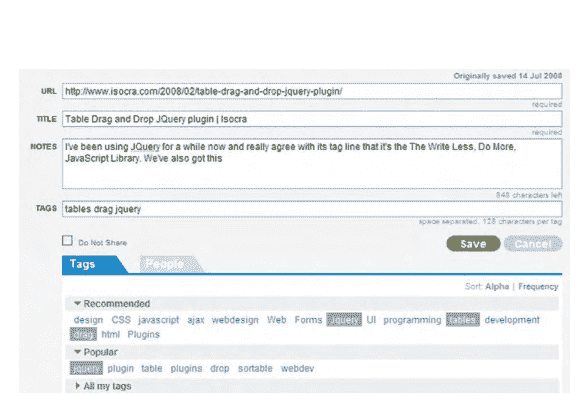 Originally saved 14 Jul 2008
URL http://www.isocra.com/2008/02/table-drag-and-drop-jquery-plugin/
required
TITLE Table Drag and Drop JQuery plugin | Isocra
required
NOTES I've been using JQuery for a while now and really agree with its tag line that it's the The Write Less, Do More,
JavaScript Library. We've also got this
848 characters left
TAGS tables drag jquery
space separated, 128 characters per tag
Do Not Share Save Cancel
Tags People
Sort: Alpha | Frequency
Recommended
design CSS javascript ajax webdesign Web Forms jquery UI programming tables development
drag html Plugins
Popular
jquery plugin table plugins drop sortable webdev
All my tags